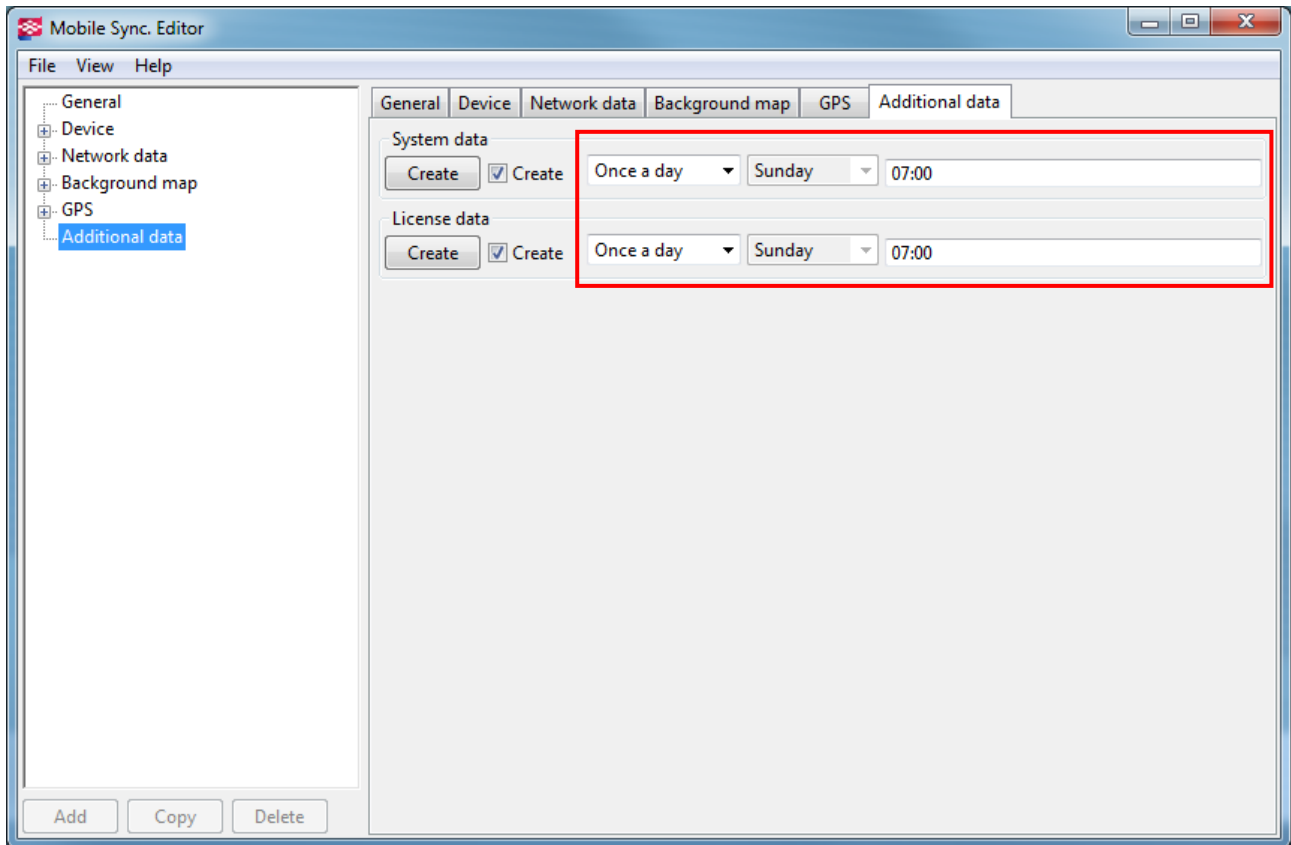 Mobile Sync. Editor
File View Help
General
Device
Network data
Background map
GPS
Additional data
General Device Network data Background map GPS Additional data
System data
Create Create Once a day Sunday 07:00
License data
Create Create Once a day Sunday 07:00
Add Copy Delete